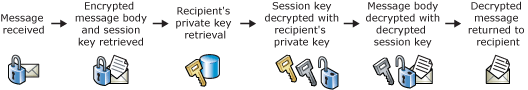 Message
received
Encrypted
message body
and session
key retrieved
Recipient's
private key
retrieval
Session key
decrypted with
recipient's
private key
Message body
decrypted with
decrypted
session key
Decrypted
message
returned to
recipient